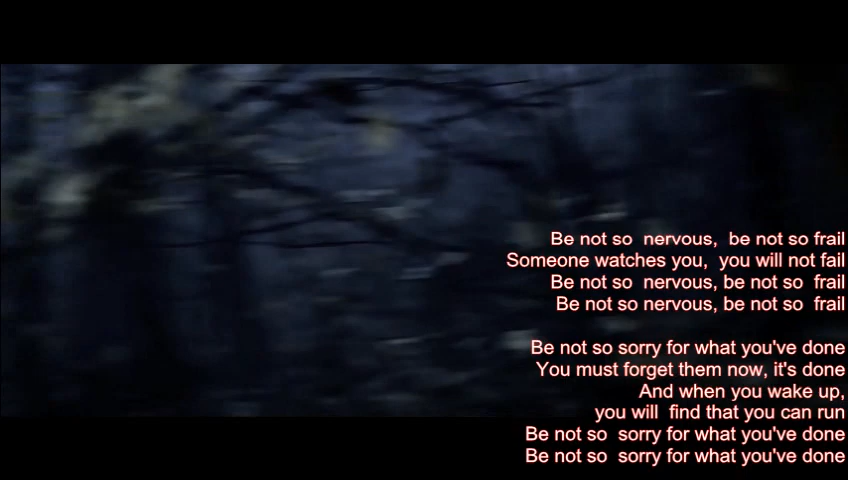 Be not so  nervous,  be not so frail
Someone watches you,  you will not fail
Be not so  nervous, be not so  frail
Be not so nervous, be not so  frail

Be not so sorry for what you've done
You must forget them now, it's done
And when you wake up,
you will  find that you can run
Be not so  sorry for what you've done
Be not so  sorry for what you've done